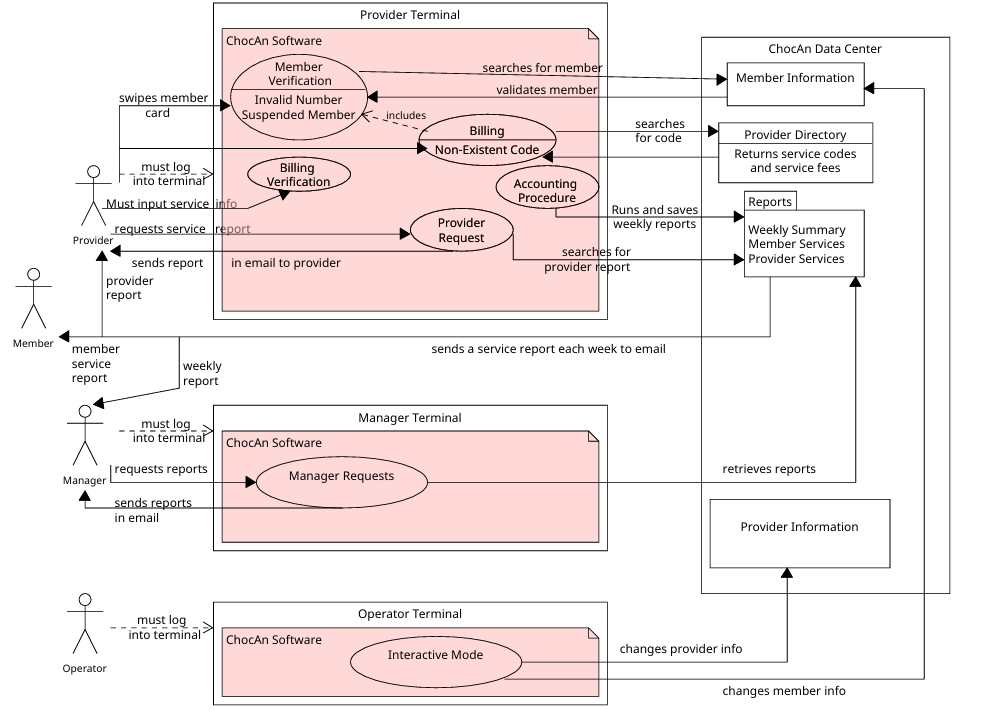 Provider Terminal
ChocAn Software
Member
Verification
Invalid Number
Suspended Member
searches for member
validates member
swipes member
card
includes
Billing
Non-Existent Code
searches
for code
must log
into terminal
Billing
Verification
Accounting
Procedure
Must input service info
Provider
requests service report
Provider
Request
Runs and saves
weekly reports
searches for
provider report
sends report
in email to provider
ChocAn Data Center
Member Information
Provider Directory
Returns service codes
and service fees
Reports
Weekly Summary
Member Services
Provider Services
provider
report
Member
member
service
report
sends a service report each week to email
weekly
report
Manager Terminal
ChocAn Software
must log
into terminal
Manager
requests reports
Manager Requests
retrieves reports
sends reports
in email
Provider Information
Operator Terminal
ChocAn Software
must log
into terminal
Operator
Interactive Mode
changes provider info
changes member info